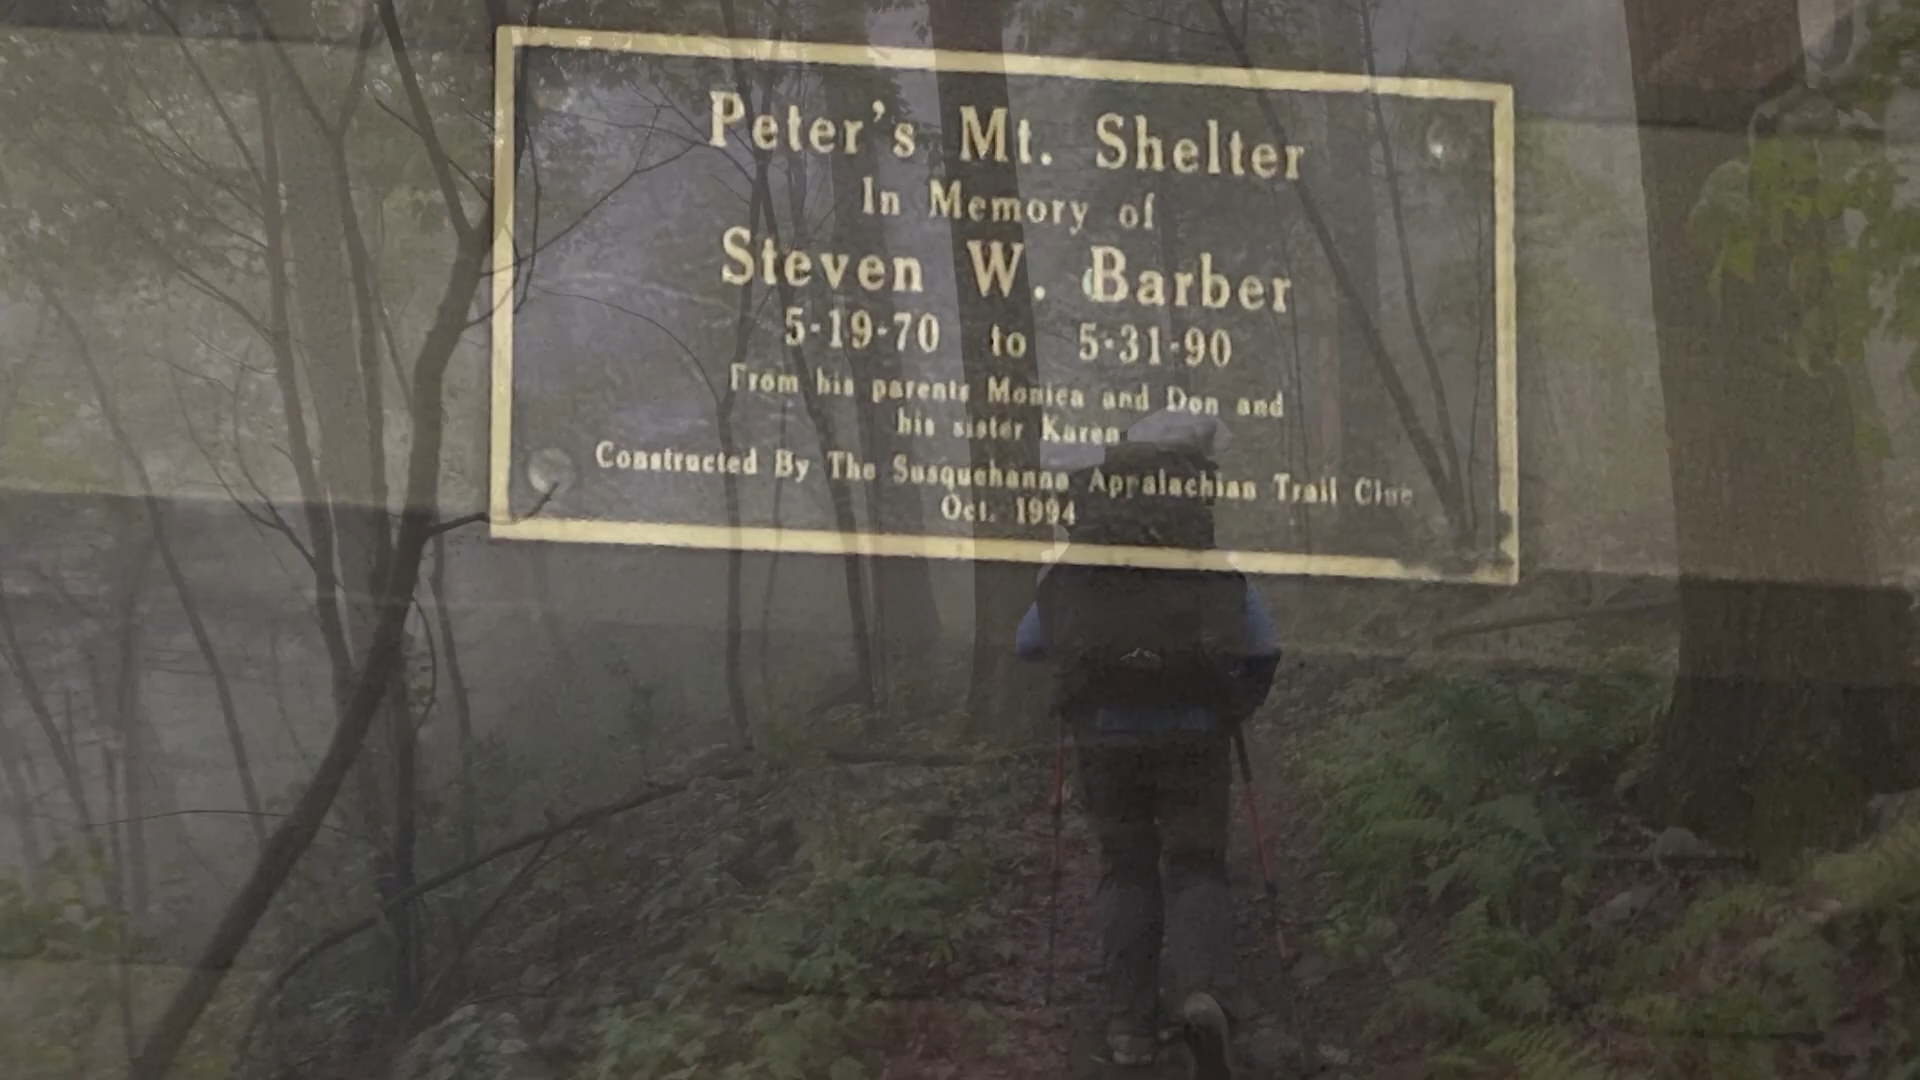 Peter's Mt. Shelter
In Memory of
Steven W. Barber
5-19-70 to 5-31-90
From his parents Monica and Don and
his sister Karen
Constructed By The Susquehanna Appalachian Trail Club
Oct. 1994